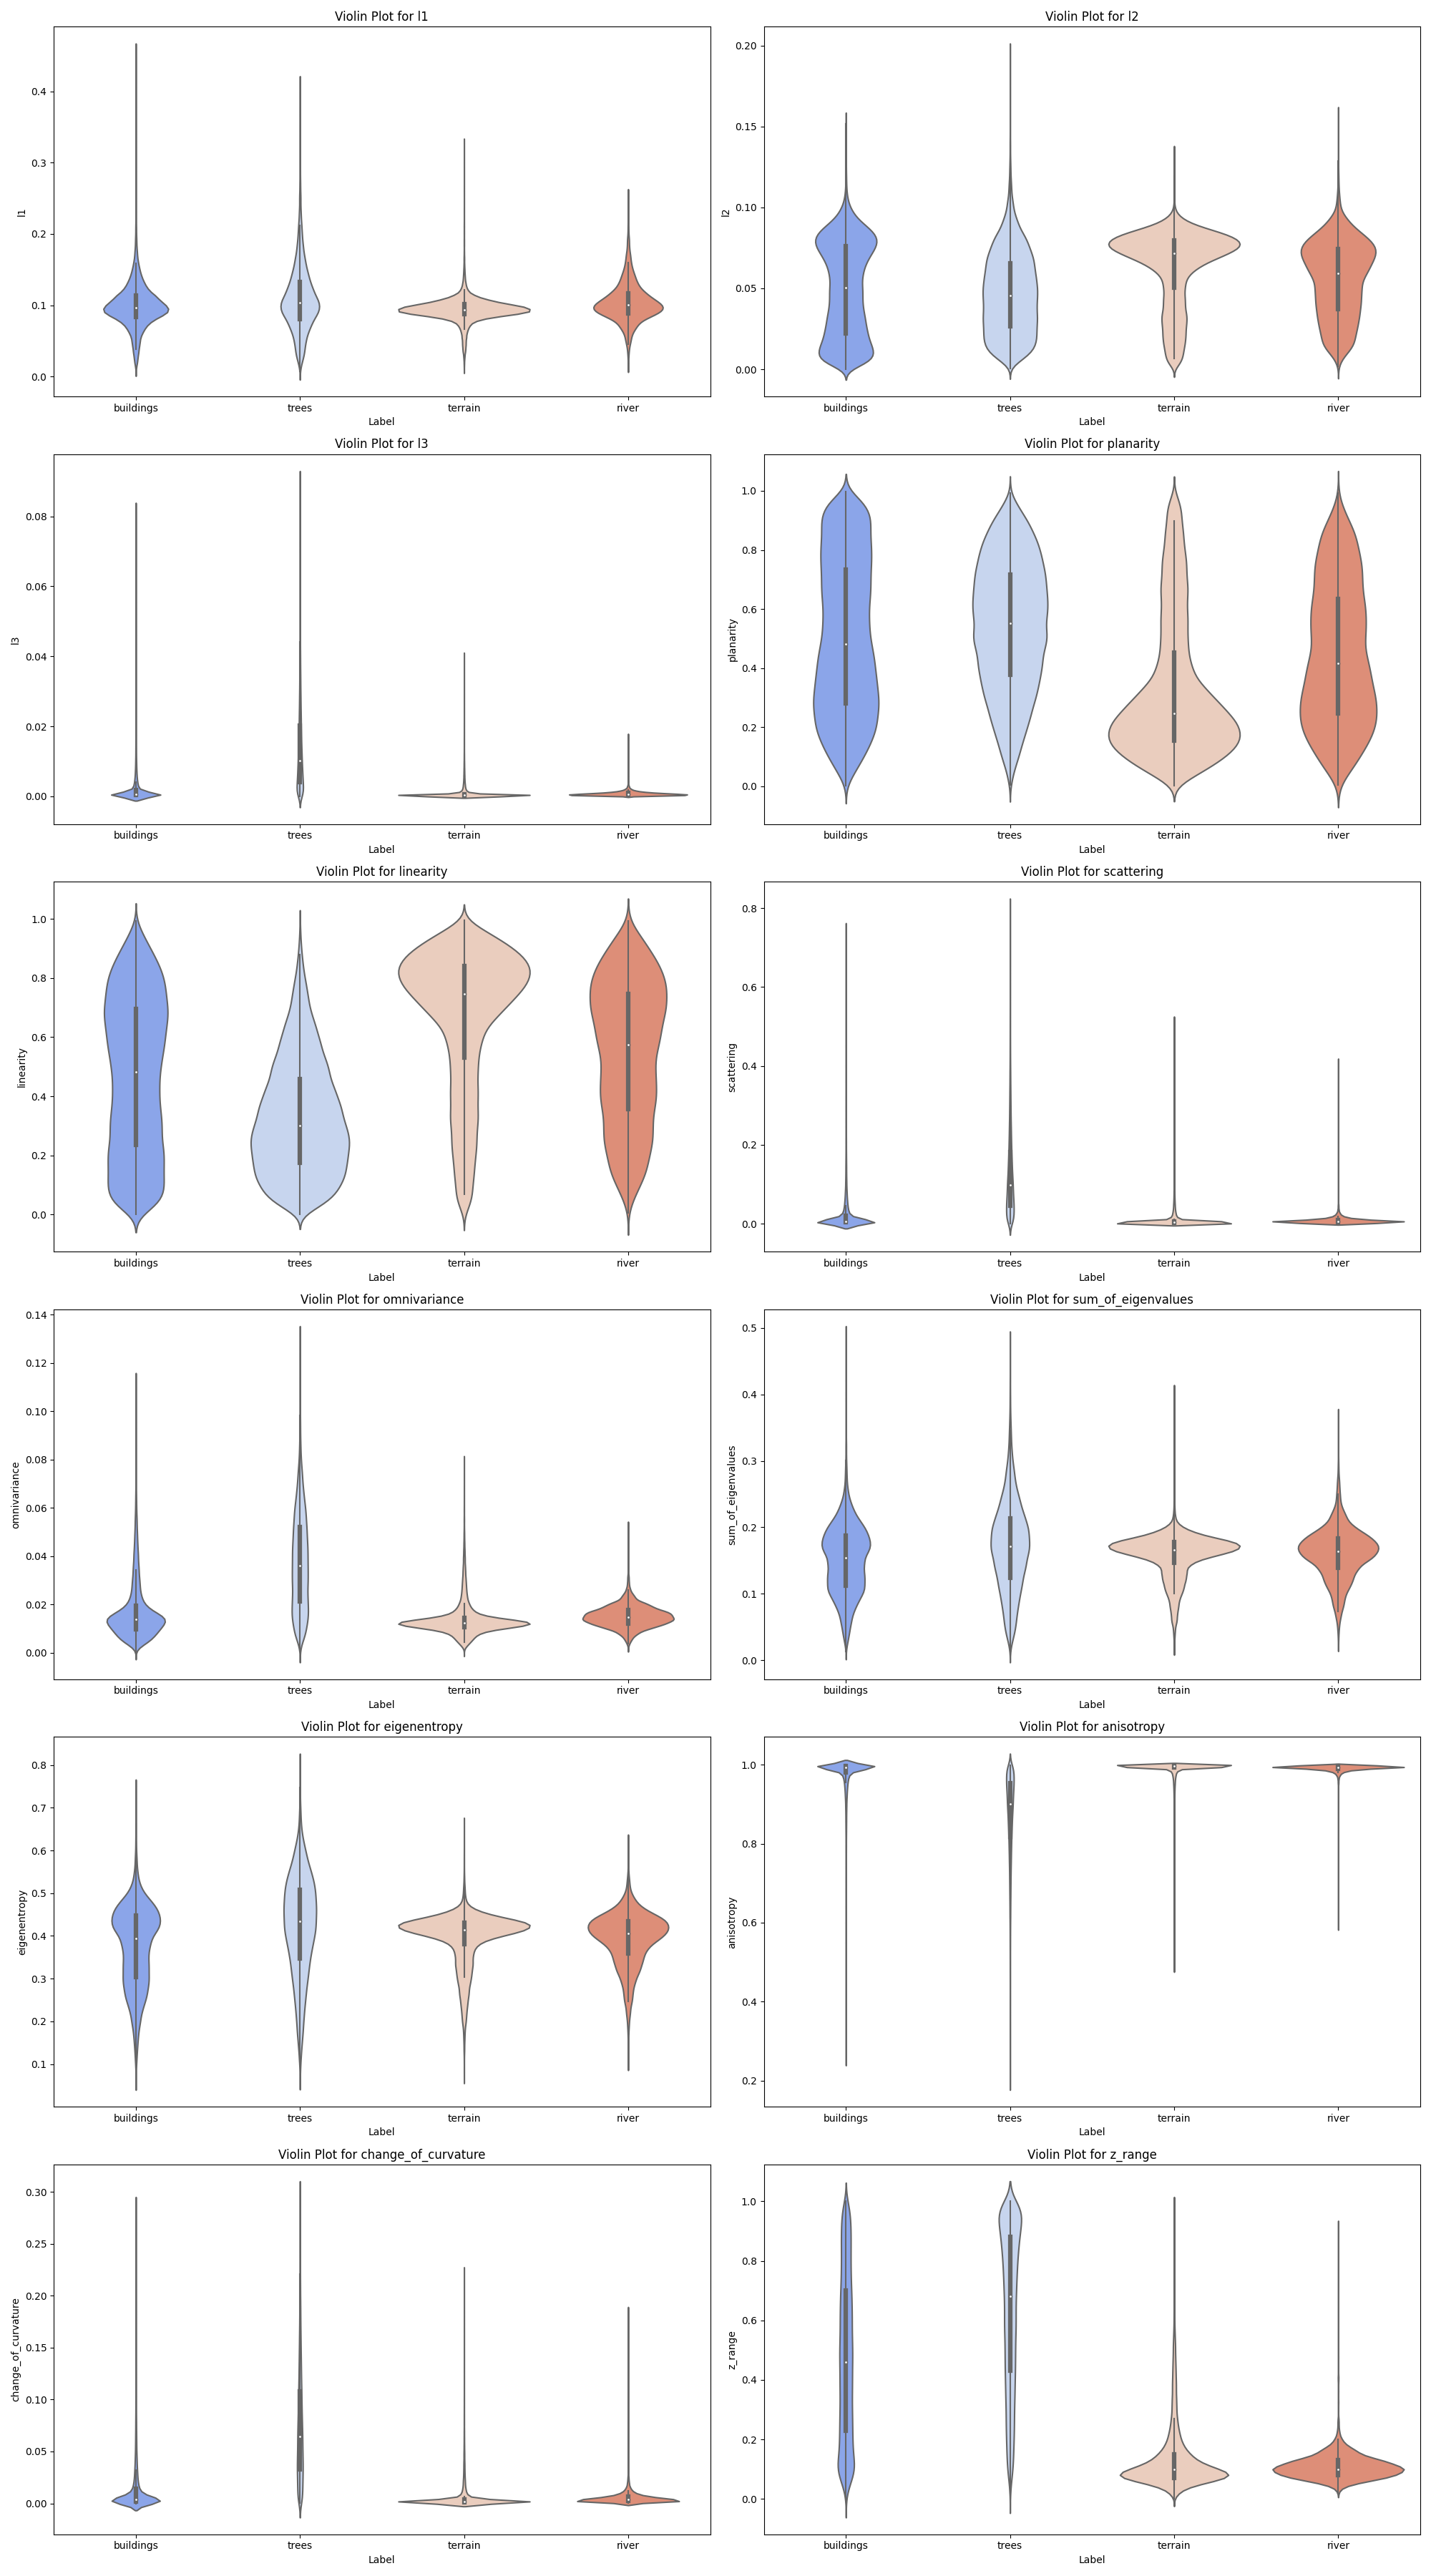 Violin Plot for l1
l1
0.4
0.3
0.2
0.1
0.0
buildings trees terrain river
Label
Violin Plot for l2
l2
0.20
0.15
0.10
0.05
0.00
buildings trees terrain river
Label
Violin Plot for l3
l3
0.08
0.06
0.04
0.02
0.00
buildings trees terrain river
Label
Violin Plot for planarity
planarity
1.0
0.8
0.6
0.4
0.2
0.0
buildings trees terrain river
Label
Violin Plot for linearity
linearity
1.0
0.8
0.6
0.4
0.2
0.0
buildings trees terrain river
Label
Violin Plot for scattering
scattering
0.8
0.6
0.4
0.2
0.0
buildings trees terrain river
Label
Violin Plot for omnivariance
omnivariance
0.14
0.12
0.10
0.08
0.06
0.04
0.02
0.00
buildings trees terrain river
Label
Violin Plot for sum_of_eigenvalues
sum_of_eigenvalues
0.5
0.4
0.3
0.2
0.1
0.0
buildings trees terrain river
Label
Violin Plot for eigenentropy
eigenentropy
0.8
0.7
0.6
0.5
0.4
0.3
0.2
0.1
buildings trees terrain river
Label
Violin Plot for anisotropy
anisotropy
1.0
0.8
0.6
0.4
0.2
buildings trees terrain river
Label
Violin Plot for change_of_curvature
change_of_curvature
0.30
0.25
0.20
0.15
0.10
0.05
0.00
buildings trees terrain river
Label
Violin Plot for z_range
z_range
1.0
0.8
0.6
0.4
0.2
0.0
buildings trees terrain river
Label